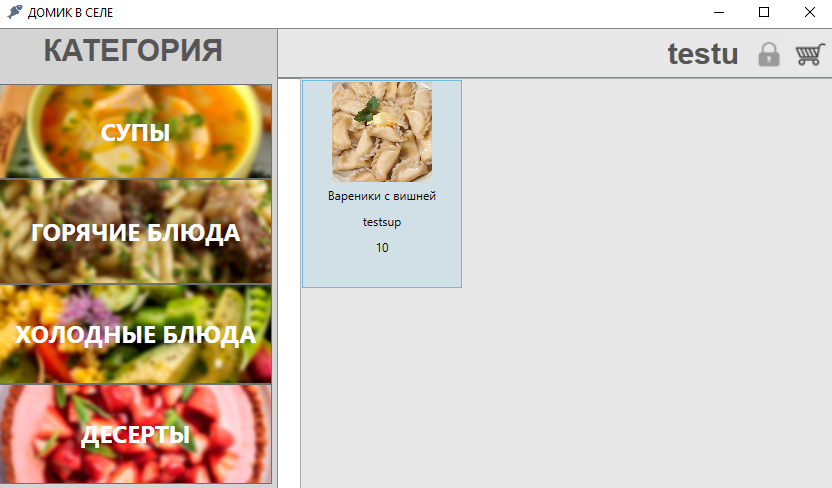 ДОМИК В СЕЛЕ
КАТЕГОРИЯ
testu
СУПЫ
ГОРЯЧИЕ БЛЮДА
ХОЛОДНЫЕ БЛЮДА
ДЕСЕРТЫ
Вареники с вишней
testsup
10